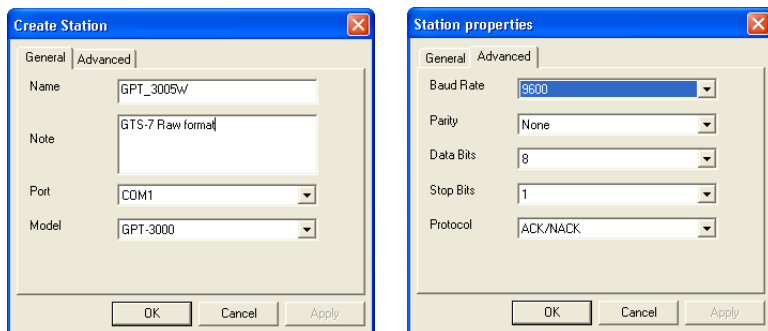 Create Station
General Advanced
Name GPT_3005W
Note GTS-7 Raw format
Port COM1
Model GPT-3000
OK Cancel Apply
Station properties
General Advanced
Baud Rate 9600
Parity None
Data Bits 8
Stop Bits 1
Protocol ACK/NACK
OK Cancel Apply